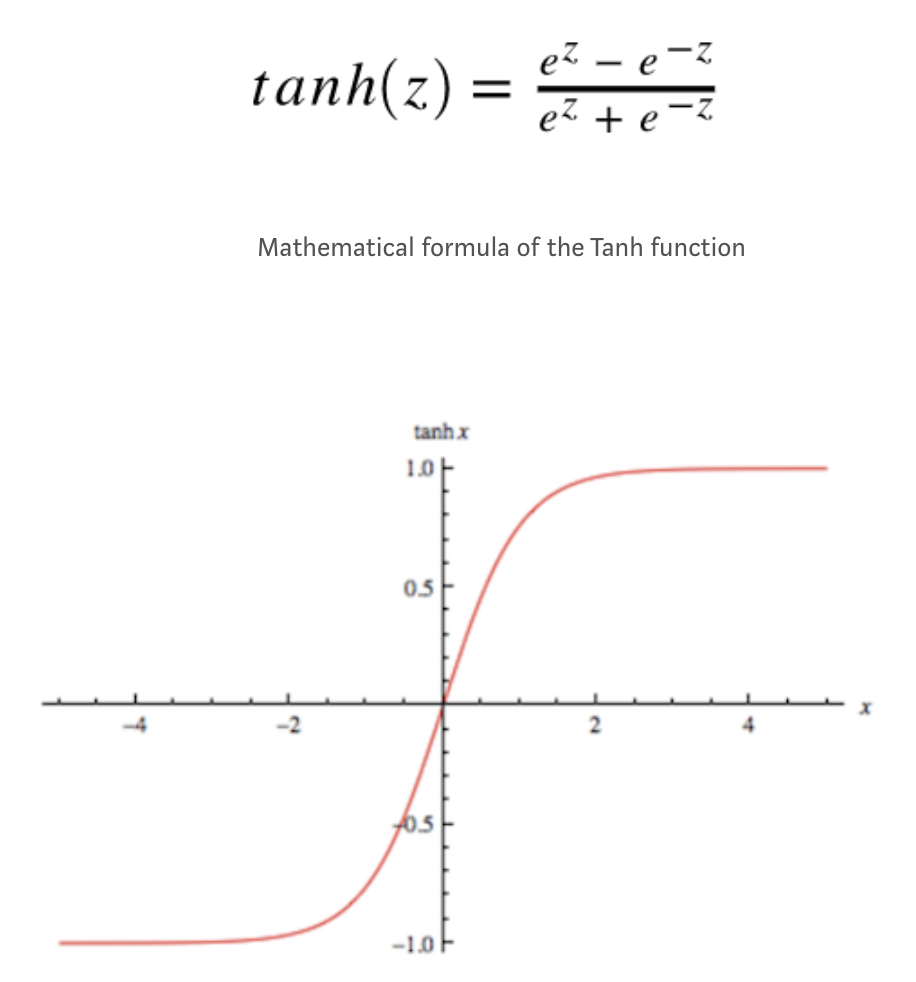 tanh(z) = (e^z − e^−z) / (e^z + e^−z)
Mathematical formula of the Tanh function
tanh x
1.0
0.5
−4 −2 2 4 x
−0.5
−1.0